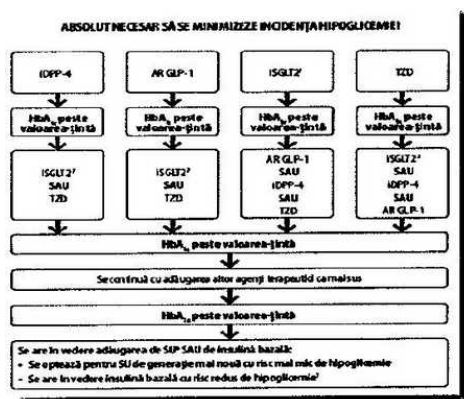 ABSOLUT NECESAR SĂ SE MINIMIZEZE INCIDENȚA HIPOGLICEMIEI
iDPP-4
AR GLP-1
iSGLT2
TZD
HbA1c peste
valoarea-țintă
HbA1c peste
valoarea-țintă
HbA1c peste
valoarea-țintă
HbA1c peste
valoarea-țintă
iSGLT2
SAU
TZD
iSGLT2
SAU
TZD
AR GLP-1
SAU
iDPP-4
SAU
TZD
iSGLT2
SAU
iDPP-4
SAU
AR GLP-1
HbA1c peste valoarea-țintă
Se continuă cu adăugarea altor agenți terapeutici ca mai sus
HbA1c peste valoarea-țintă
Se are în vedere adăugarea de SU SAU de insulină bazală:
• Se optează pentru SU de generație mai nouă cu risc mai mic de hipoglicemie
– Se are în vedere insulină bazală cu risc redus de hipoglicemie